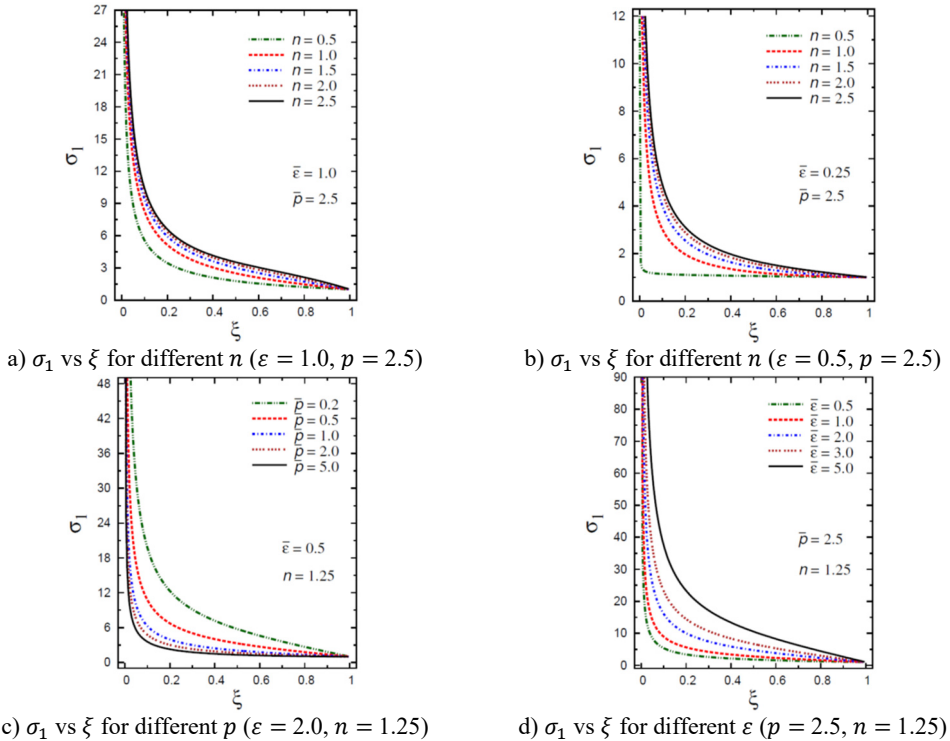 27
24
21
18
15
12
9
6
3
0
σ₁
n = 0.5
n = 1.0
n = 1.5
n = 2.0
n = 2.5
ε̄ = 1.0
p̄ = 2.5
0 0.2 0.4 0.6 0.8 1
ξ
12
10
8
6
4
2
0
σ₁
n = 0.5
n = 1.0
n = 1.5
n = 2.0
n = 2.5
ε̄ = 0.25
p̄ = 2.5
0 0.2 0.4 0.6 0.8 1
ξ
a) σ₁ vs ξ for different n (ε = 1.0, p = 2.5)
b) σ₁ vs ξ for different n (ε = 0.5, p = 2.5)
48
42
36
30
24
18
12
6
0
σ₁
p̄ = 0.2
p̄ = 0.5
p̄ = 1.0
p̄ = 2.0
p̄ = 5.0
ε̄ = 0.5
n = 1.25
0 0.2 0.4 0.6 0.8 1
ξ
90
80
70
60
50
40
30
20
10
0
σ₁
ε̄ = 0.5
ε̄ = 1.0
ε̄ = 2.0
ε̄ = 3.0
ε̄ = 5.0
p̄ = 2.5
n = 1.25
0 0.2 0.4 0.6 0.8 1
ξ
c) σ₁ vs ξ for different p (ε = 2.0, n = 1.25)
d) σ₁ vs ξ for different ε (p = 2.5, n = 1.25)